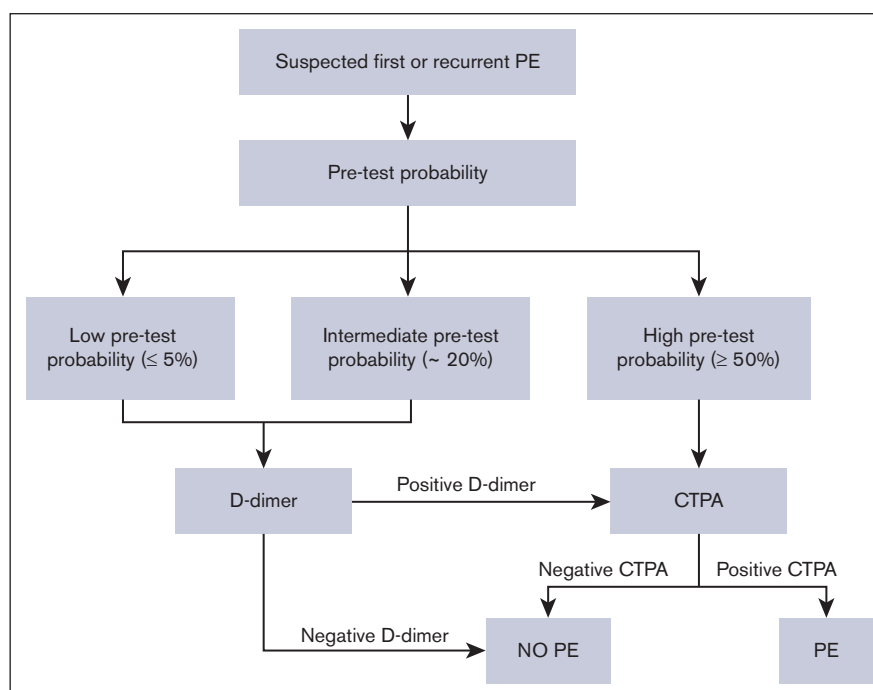 Suspected first or recurrent PE
Pre-test probability
Low pre-test
probability (≤ 5%)
Intermediate pre-test
probability (~ 20%)
High pre-test
probability (≥ 50%)
D-dimer
Positive D-dimer
CTPA
Negative CTPA
Positive CTPA
Negative D-dimer
NO PE
PE